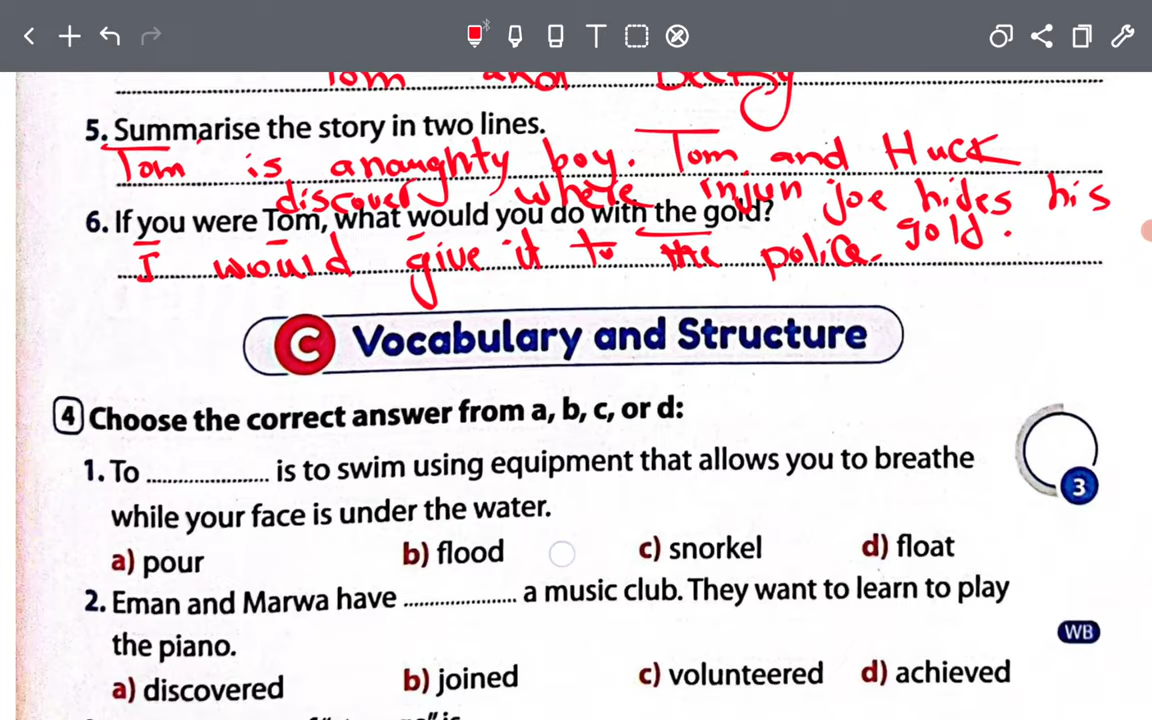 Tom and Becky
5. Summarise the story in two lines.
Tom is a naughty boy. Tom and Huck
discover where injun joe hides his
gold.
6. If you were Tom, what would you do with the gold?
I would give it to the police.
C Vocabulary and Structure
4 Choose the correct answer from a, b, c, or d:
1. To .................... is to swim using equipment that allows you to breathe
while your face is under the water.
3
a) pour b) flood c) snorkel d) float
2. Eman and Marwa have .................... a music club. They want to learn to play
the piano.
WB
a) discovered b) joined c) volunteered d) achieved